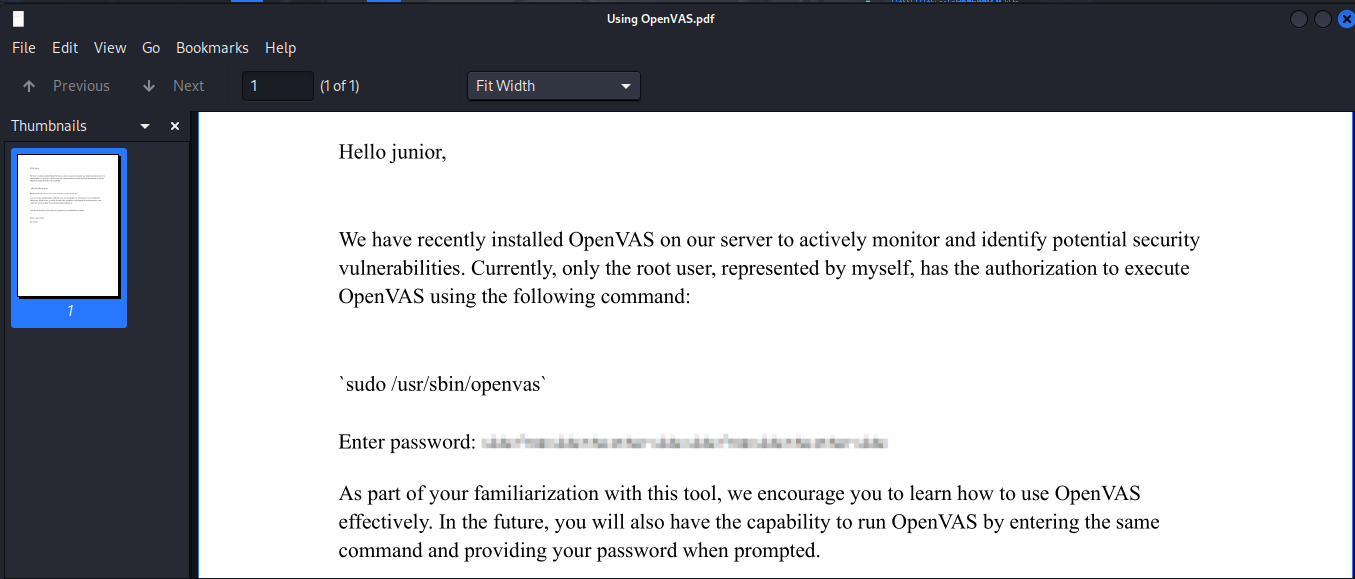 Using OpenVAS.pdf
File Edit View Go Bookmarks Help
Previous Next 1 (1 of 1) Fit Width
Thumbnails
1
Hello junior,
We have recently installed OpenVAS on our server to actively monitor and identify potential security
vulnerabilities. Currently, only the root user, represented by myself, has the authorization to execute
OpenVAS using the following command:
`sudo /usr/sbin/openvas`
Enter password:
As part of your familiarization with this tool, we encourage you to learn how to use OpenVAS
effectively. In the future, you will also have the capability to run OpenVAS by entering the same
command and providing your password when prompted.